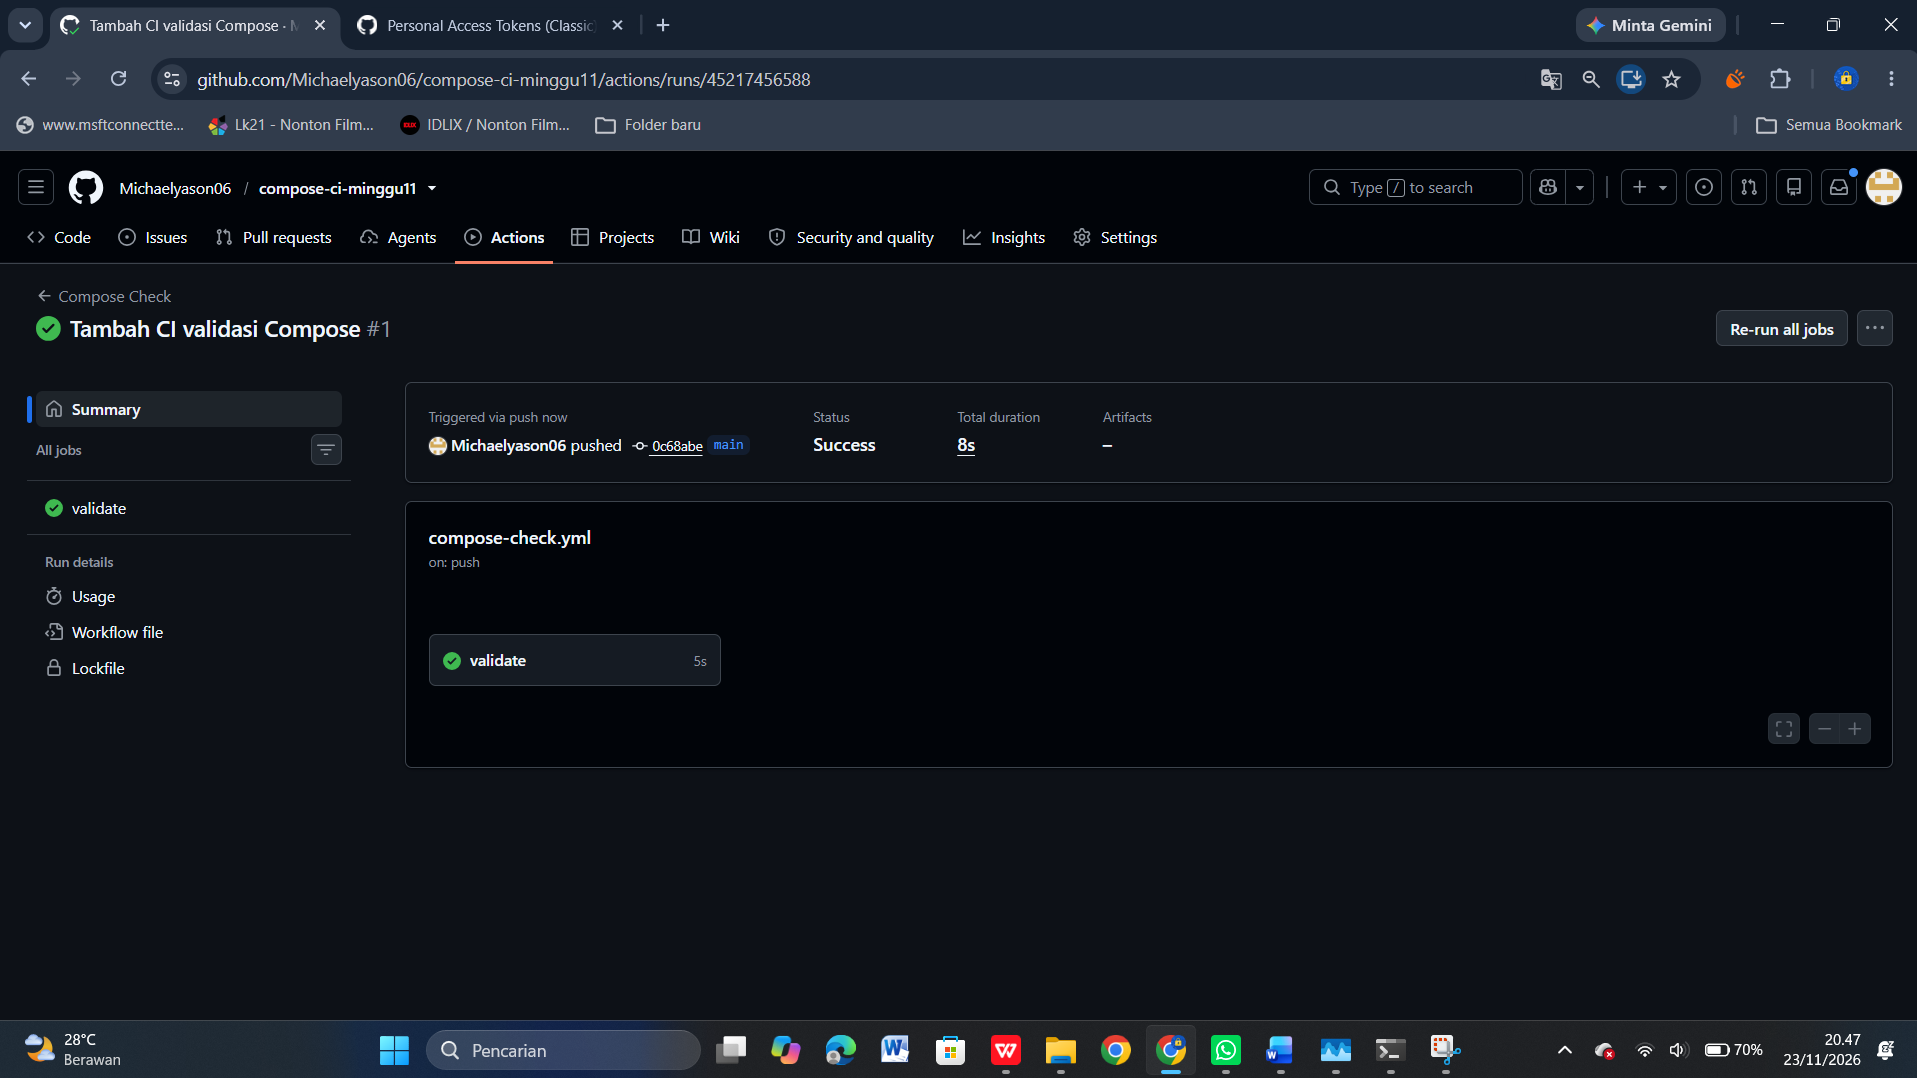 Tambah CI validasi Compose · M
Personal Access Tokens (Classic)
Minta Gemini
github.com/Michaelyason06/compose-ci-minggu11/actions/runs/45217456588
www.msftconnectte...
Lk21 - Nonton Film...
IDLIX / Nonton Film...
Folder baru
Semua Bookmark
Michaelyason06 / compose-ci-minggu11
Type / to search
Code
Issues
Pull requests
Agents
Actions
Projects
Wiki
Security and quality
Insights
Settings
Compose Check
Tambah CI validasi Compose #1
Re-run all jobs
Summary
All jobs
validate
Run details
Usage
Workflow file
Lockfile
Triggered via push now
Michaelyason06 pushed 0c68abe main
Status
Success
Total duration
8s
Artifacts
–
compose-check.yml
on: push
validate 5s
28°C
Berawan
Pencarian
70%
20.47
23/11/2026